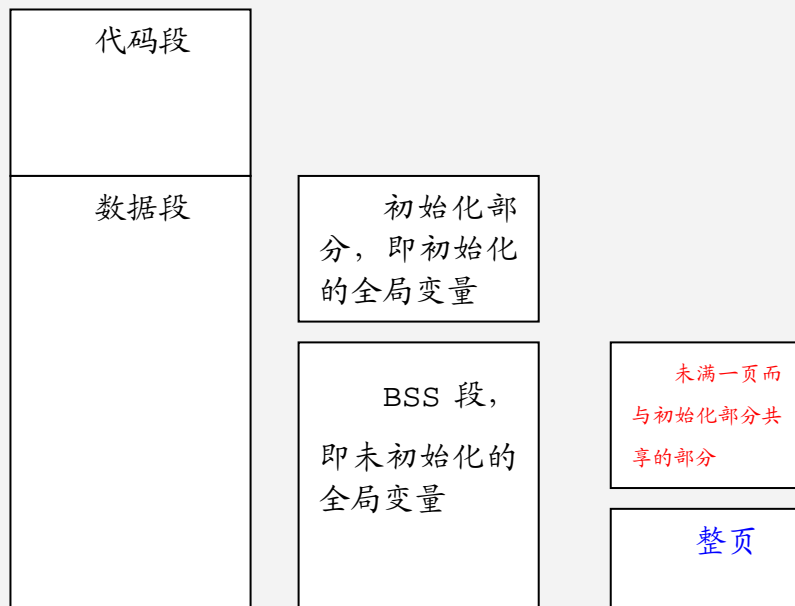 代码段
数据段
初始化部
分，即初始化
的全局变量
BSS 段，
即未初始化的
全局变量
未满一页而
与初始化部分共
享的部分
整页